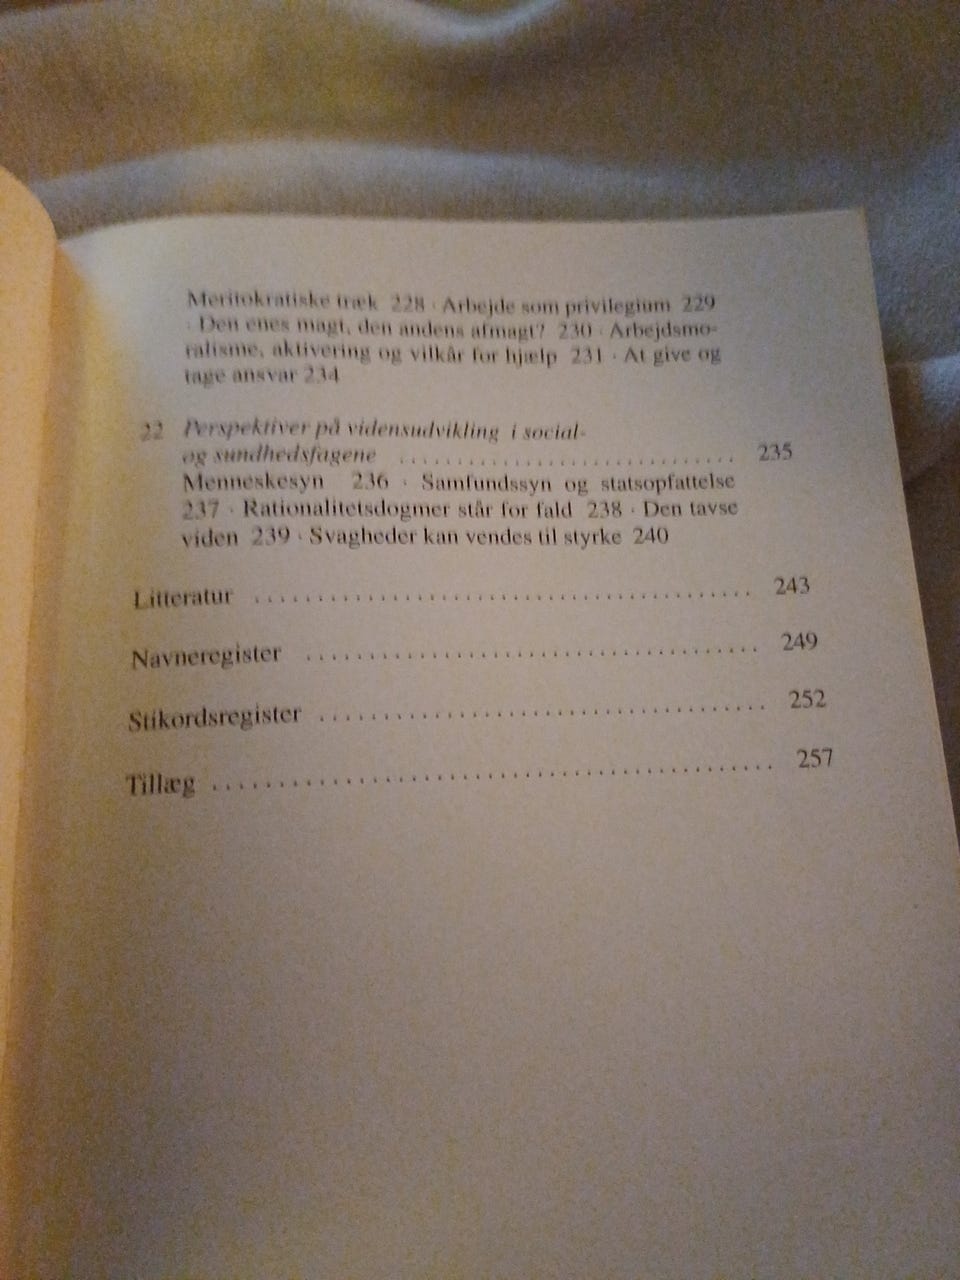 Meritokratiske træk 228 · Arbejde som privilegium 229
· Den enes magt, den andens afmagt? 230 · Arbejdsmo-
ralisme, aktivering og vilkår for hjælp 231 · At give og
tage ansvar 234
22 Perspektiver på vidensudvikling i social-
og sundhedsfagene .............................. 235
Menneskesyn 236 · Samfundssyn og statsopfattelse
237 · Rationalitetsdogmer står for fald 238 · Den tavse
viden 239 · Svagheder kan vendes til styrke 240
Litteratur ........................................ 243
Navneregister ................................... 249
Stikordsregister .................................. 252
Tillæg ........................................... 257